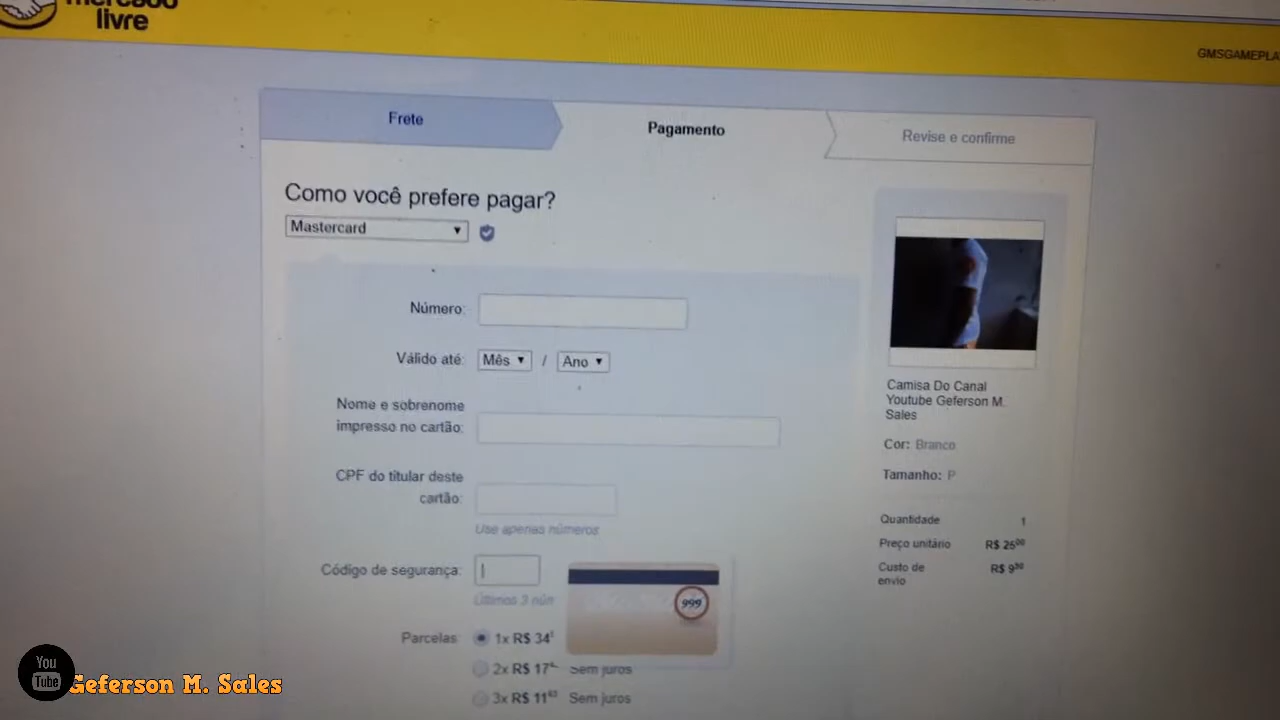 mercado
livre
GMSGAMEPLA
Frete
Pagamento
Revise e confirme
Como você prefere pagar?
Mastercard
Número:
Válido até: Mês / Ano
Nome e sobrenome
impresso no cartão:
CPF do titular deste
cartão:
Use apenas números
Código de segurança:
Últimos 3 núm
999
Parcelas: 1x R$ 34
2x R$ 17 Sem juros
3x R$ 11 Sem juros
Camisa Do Canal
Youtube Geferson M.
Sales
Cor: Branco
Tamanho: P
Quantidade 1
Preço unitário R$ 25
Custo de R$ 9
envio
You
Tube
Geferson M. Sales